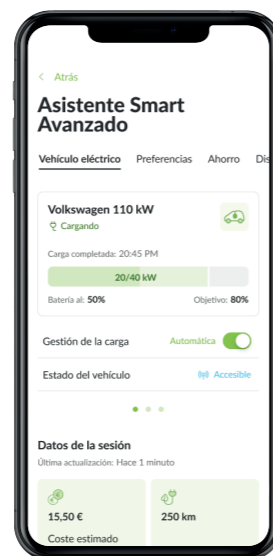 < Atrás
Asistente Smart
Avanzado
Vehículo eléctrico Preferencias Ahorro Dis
Volkswagen 110 kW
Cargando
Carga completada: 20:45 PM
20/40 kW
Batería al: 50% Objetivo: 80%
Gestión de la carga Automática
Estado del vehículo Accesible
Datos de la sesión
Última actualización: Hace 1 minuto
15,50 € 250 km
Coste estimado